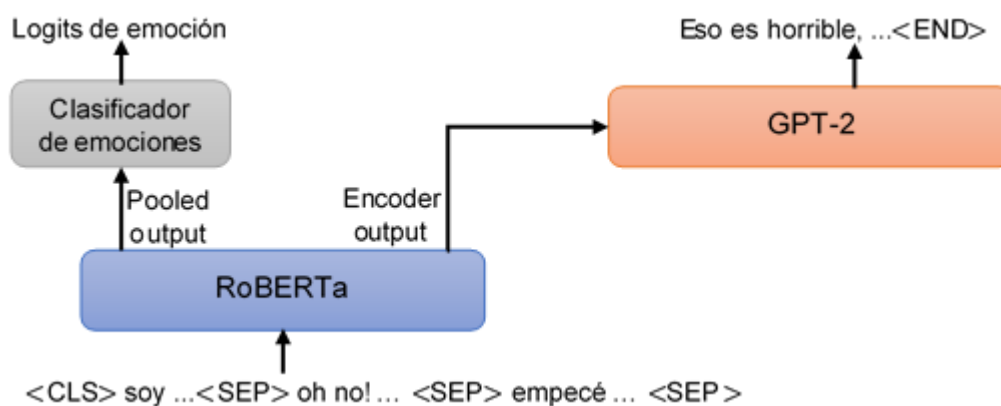 Logits de emoción
Eso es horrible, ...<END>
Clasificador
de emociones
GPT-2
Pooled
output
Encoder
output
RoBERTa
<CLS> soy ...<SEP> oh no! ... <SEP> empecé ... <SEP>